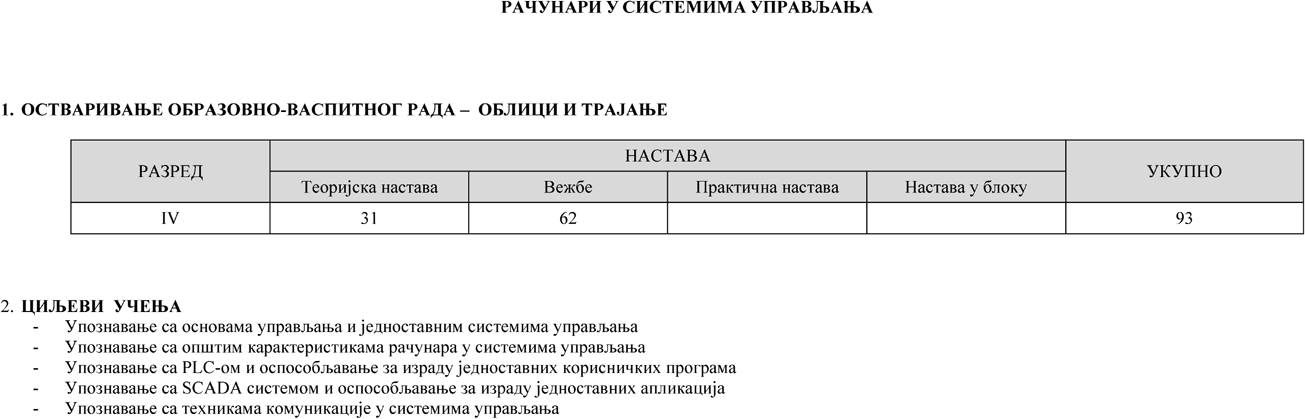 РАЧУНАРИ У СИСТЕМИМА УПРАВЉАЊА
1. ОСТВАРИВАЊЕ ОБРАЗОВНО-ВАСПИТНОГ РАДА – ОБЛИЦИ И ТРАЈАЊЕ
РАЗРЕД НАСТАВА УКУПНО
Теоријска настава Вежбе Практична настава Настава у блоку
IV 31 62 93
2. ЦИЉЕВИ УЧЕЊА
- Упознавање са основама управљања и једноставним системима управљања
- Упознавање са општим карактеристикама рачунара у системима управљања
- Упознавање са PLC-ом и оспособљавање за израду једноставних корисничких програма
- Упознавање са SCADA системом и оспособљавање за израду једноставних апликација
- Упознавање са техникама комуникације у системима управљања